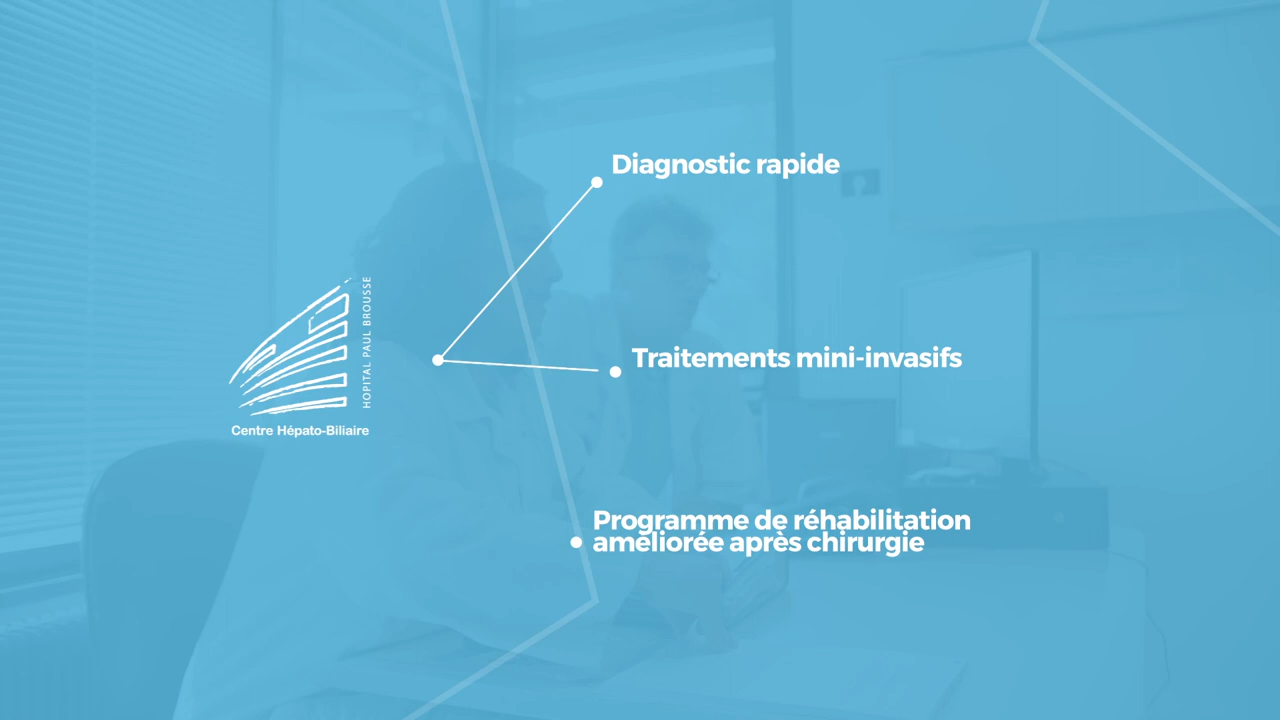 Diagnostic rapide
HOPITAL PAUL BROUSSE
Traitements mini-invasifs
Centre Hépato-Biliaire
Programme de réhabilitation
améliorée après chirurgie